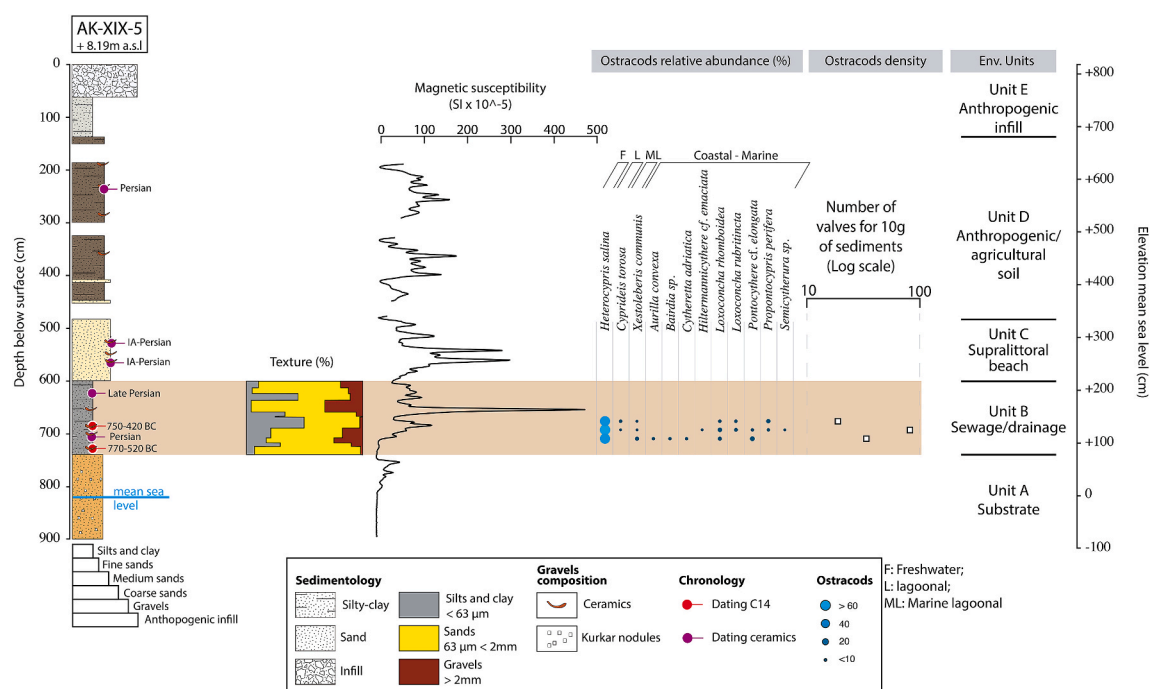 AK-XIX-5
+ 8.19m a.s.l
Ostracods relative abundance (%)
Ostracods density
Env. Units
Depth below surface (cm)
0
100
200
300
400
500
600
700
800
900
Persian
IA-Persian
IA-Persian
Late Persian
750-420 BC
Persian
770-520 BC
mean sea
level
Silts and clay
Fine sands
Medium sands
Coarse sands
Gravels
Anthopogenic infill
Texture (%)
Magnetic susceptibility
(SI x 10^-5)
0
100
200
300
400
500
F
L
ML
Coastal - Marine
Heterocypris salina
Cyprideis torosa
Xestoleberis communis
Aurilla convexa
Bairdia sp.
Cytheretta adriatica
Hiltermannicythere cf. emaciata
Loxoconcha rhomboidea
Loxoconcha rubritincta
Pontocythere cf. elongata
Propontocypris perifera
Semicytherura sp.
Number of
valves for 10g
of sediments
(Log scale)
10
100
Unit E
Anthropogenic
infill
Unit D
Anthropogenic/
agricultural
soil
Unit C
Supralittoral
beach
Unit B
Sewage/drainage
Unit A
Substrate
+800
+700
+600
+500
+400
+300
+200
+100
0
-100
Elevation mean sea level (cm)
Sedimentology
Silty-clay
Sand
Infill
Silts and clay
< 63 µm
Sands
63 µm < 2mm
Gravels
> 2mm
Gravels
composition
Ceramics
Kurkar nodules
Chronology
Dating C14
Dating ceramics
Ostracods
> 60
40
20
<10
F: Freshwater;
L: lagoonal;
ML: Marine lagoonal